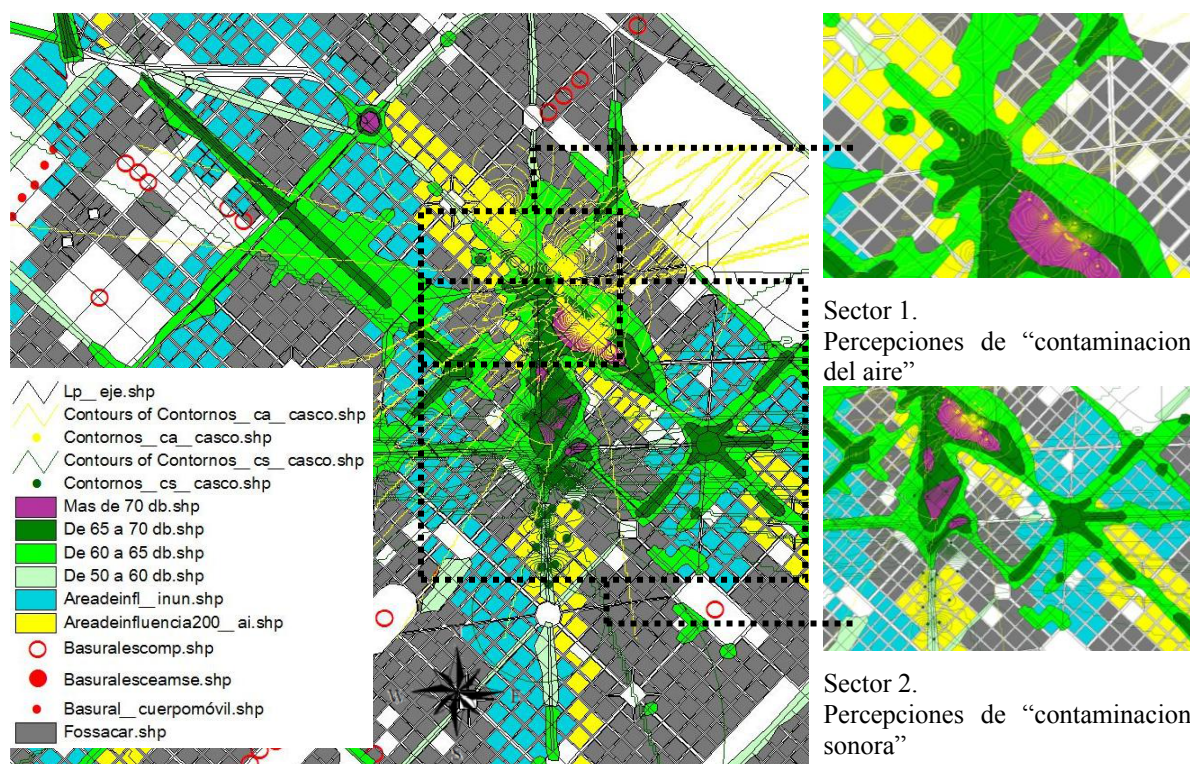 Lp__ eje.shp
Contours of Contornos__ca__casco.shp
Contornos__ca__casco.shp
Contours of Contornos__cs__casco.shp
Contornos__cs__casco.shp
Mas de 70 db.shp
De 65 a 70 db.shp
De 60 a 65 db.shp
De 50 a 60 db.shp
Areadeinfl__inun.shp
Areadeinfluencia200__ai.shp
Basuralescomp.shp
Basuralesceamse.shp
Basural__cuerpomóvil.shp
Fossacar.shp
E
S
Sector 1.
Percepciones de “contaminacion
del aire”
Sector 2.
Percepciones de “contaminacion
sonora”